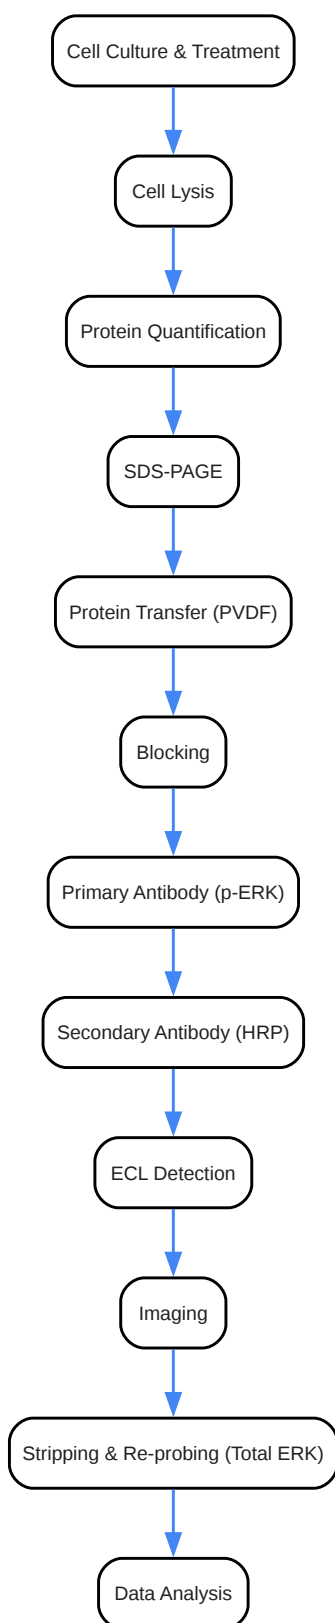 Cell Culture & Treatment
Cell Lysis
Protein Quantification
SDS-PAGE
Protein Transfer (PVDF)
Blocking
Primary Antibody (p-ERK)
Secondary Antibody (HRP)
ECL Detection
Imaging
Stripping & Re-probing (Total ERK)
Data Analysis